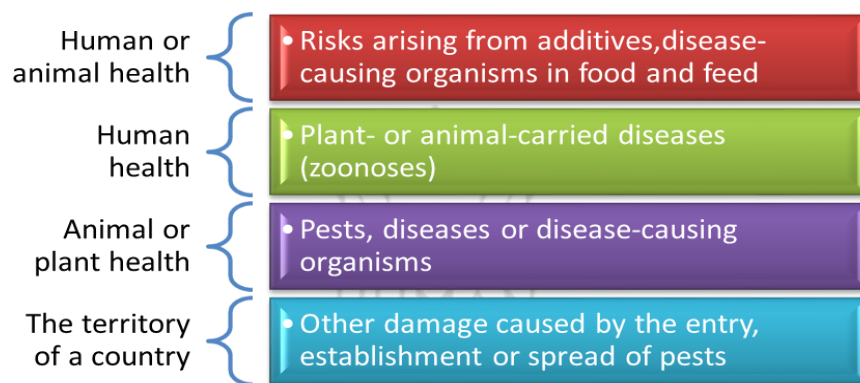 Human or
animal health
• Risks arising from additives,disease-
causing organisms in food and feed
Human
health
• Plant- or animal-carried diseases
(zoonoses)
Animal or
plant health
• Pests, diseases or disease-causing
organisms
The territory
of a country
• Other damage caused by the entry,
establishment or spread of pests